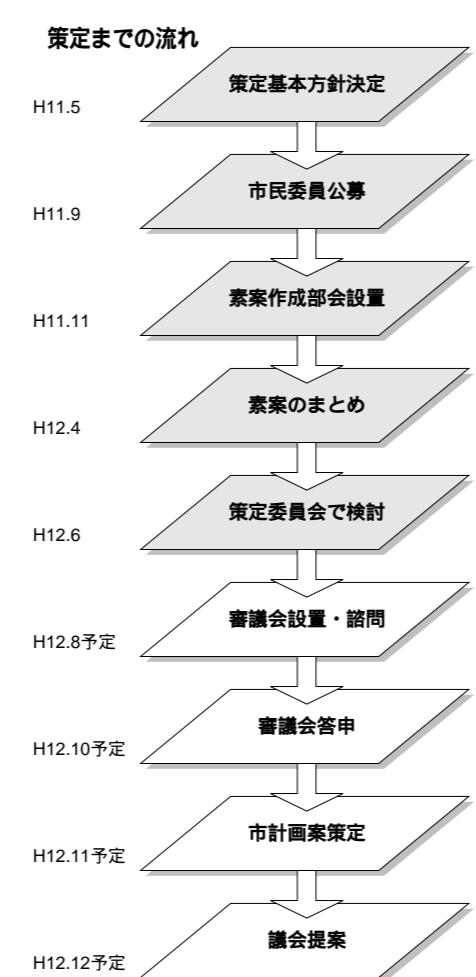 策定までの流れ
策定基本方針決定
H11.5
市民委員公募
H11.9
素案作成部会設置
H11.11
素案のまとめ
H12.4
策定委員会で検討
H12.6
審議会設置・諮問
H12.8予定
審議会答申
H12.10予定
市計画案策定
H12.11予定
議会提案
H12.12予定